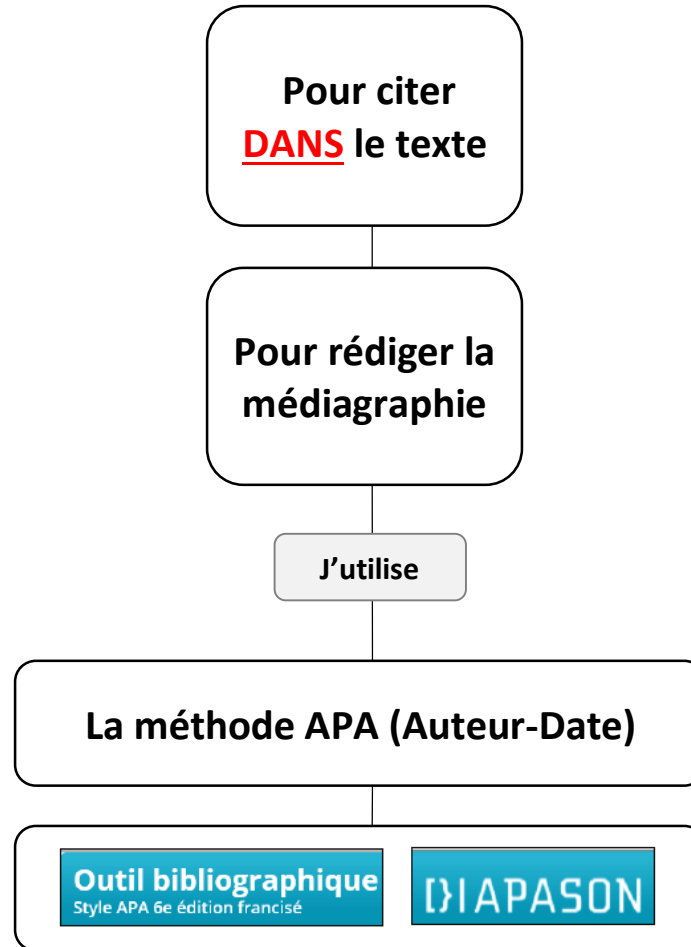 Pour citer
DANS le texte
Pour rédiger la
médiagraphie
J’utilise
La méthode APA (Auteur-Date)
Outil bibliographique
Style APA 6e édition francisé
DIAPASON